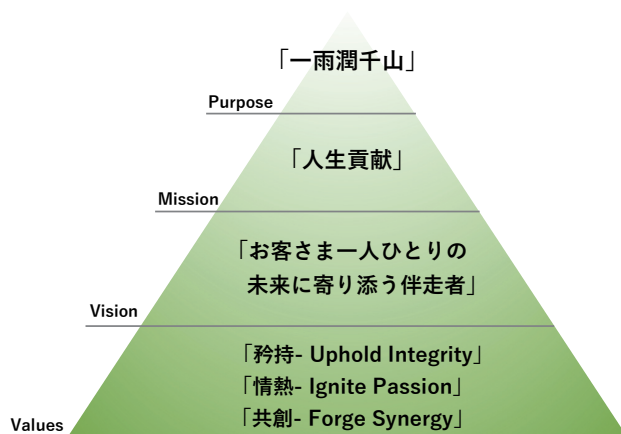 「一雨潤千山」
Purpose
「人生貢献」
Mission
「お客さま一人ひとりの
未来に寄り添う伴走者」
Vision
「矜持- Uphold Integrity」
「情熱- Ignite Passion」
「共創- Forge Synergy」
Values